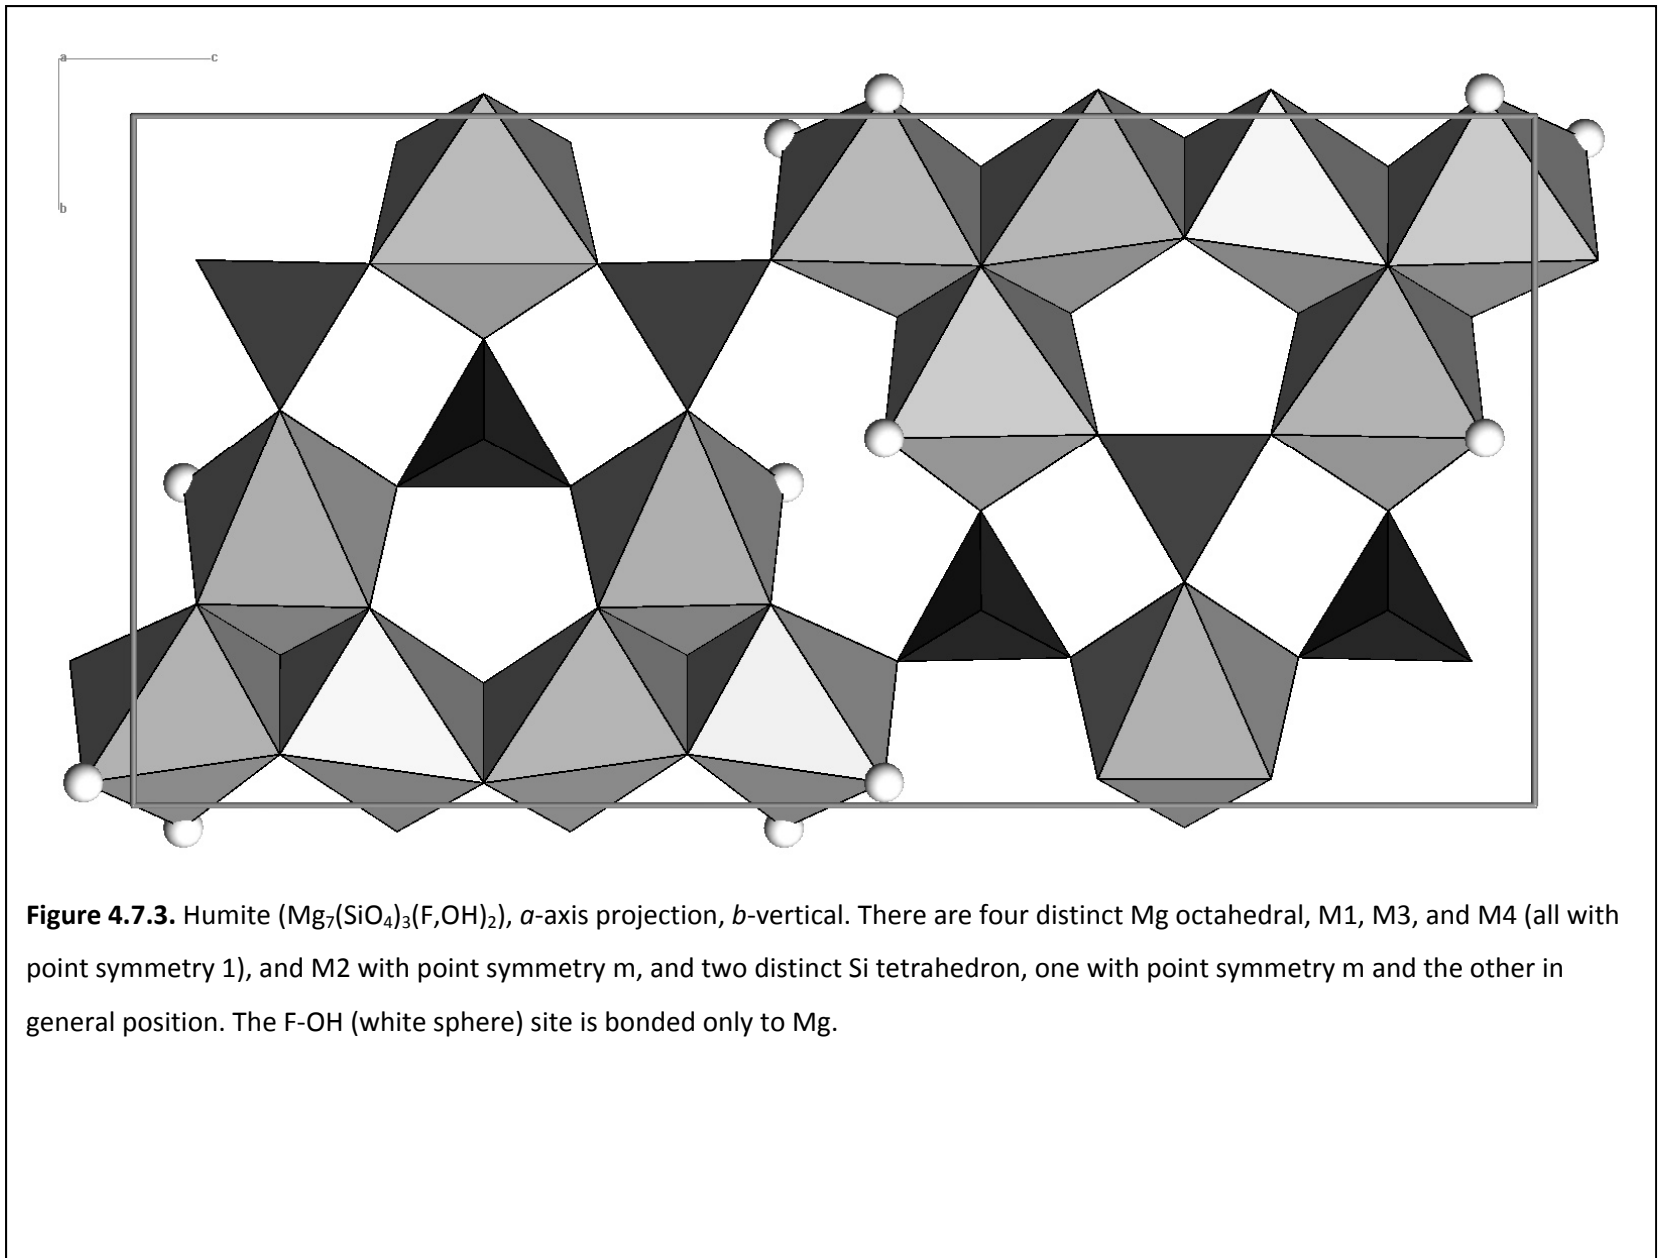 a
c
b
Figure 4.7.3. Humite (Mg₇(SiO₄)₃(F,OH)₂), a-axis projection, b-vertical. There are four distinct Mg octahedral, M1, M3, and M4 (all with
point symmetry 1), and M2 with point symmetry m, and two distinct Si tetrahedron, one with point symmetry m and the other in
general position. The F-OH (white sphere) site is bonded only to Mg.